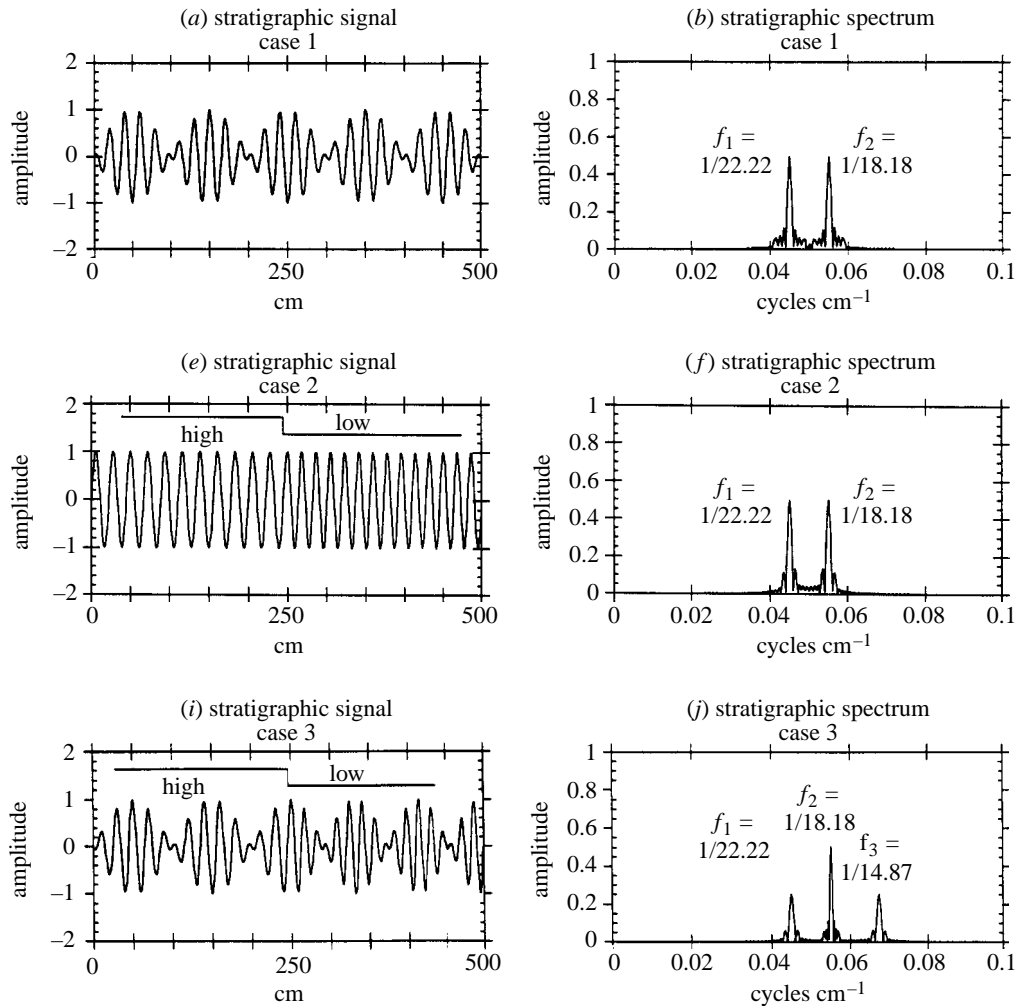 (a) stratigraphic signal
case 1
2
1
0
−1
−2
amplitude
0
250
500
cm
(b) stratigraphic spectrum
case 1
1
0.8
0.6
0.4
0.2
0
amplitude
f1 =
1/22.22
f2 =
1/18.18
0
0.02
0.04
0.06
0.08
0.1
cycles cm−1
(e) stratigraphic signal
case 2
2
1
0
−1
−2
amplitude
high
low
0
250
500
cm
(f) stratigraphic spectrum
case 2
1
0.8
0.6
0.4
0.2
0
amplitude
f1 =
1/22.22
f2 =
1/18.18
0
0.02
0.04
0.06
0.08
0.1
cycles cm−1
(i) stratigraphic signal
case 3
2
1
0
−1
−2
amplitude
high
low
0
250
500
cm
(j) stratigraphic spectrum
case 3
1
0.8
0.6
0.4
0.2
0
amplitude
f1 =
1/22.22
f2 =
1/18.18
f3 =
1/14.87
0
0.02
0.04
0.06
0.08
0.1
cycles cm−1